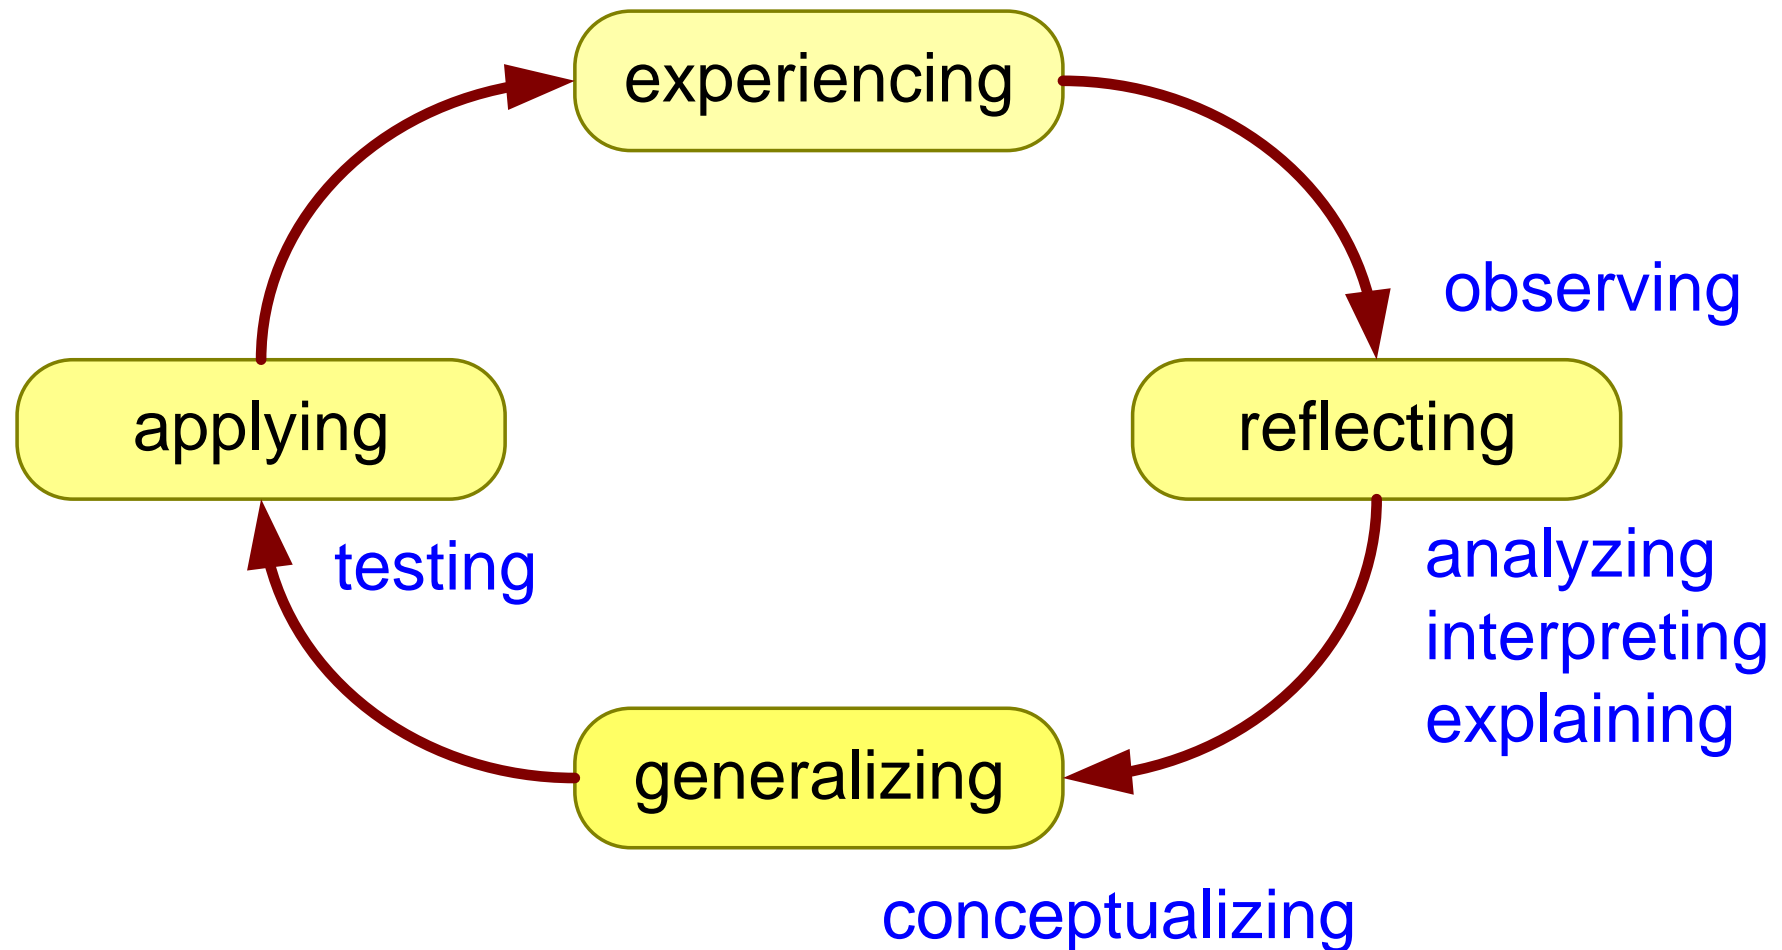 experiencing
observing
applying
reflecting
testing
analyzing
interpreting
explaining
generalizing
conceptualizing